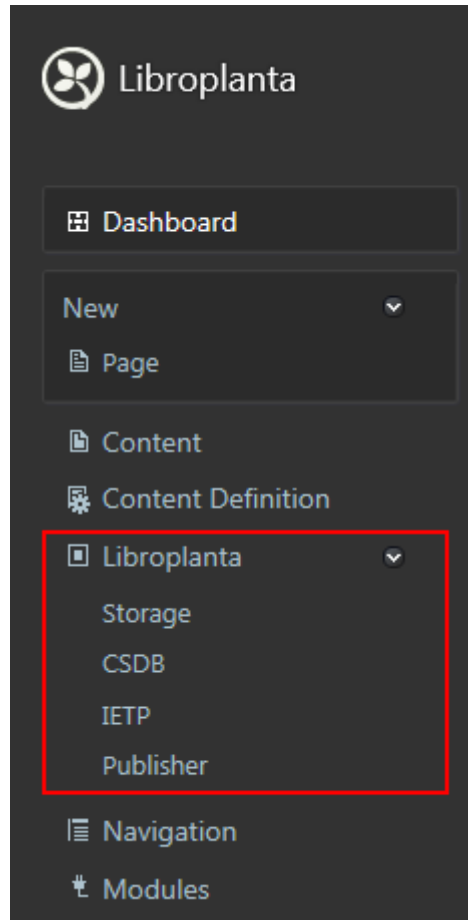 Libroplanta
Dashboard
New
Page
Content
Content Definition
Libroplanta
Storage
CSDB
IETP
Publisher
Navigation
Modules